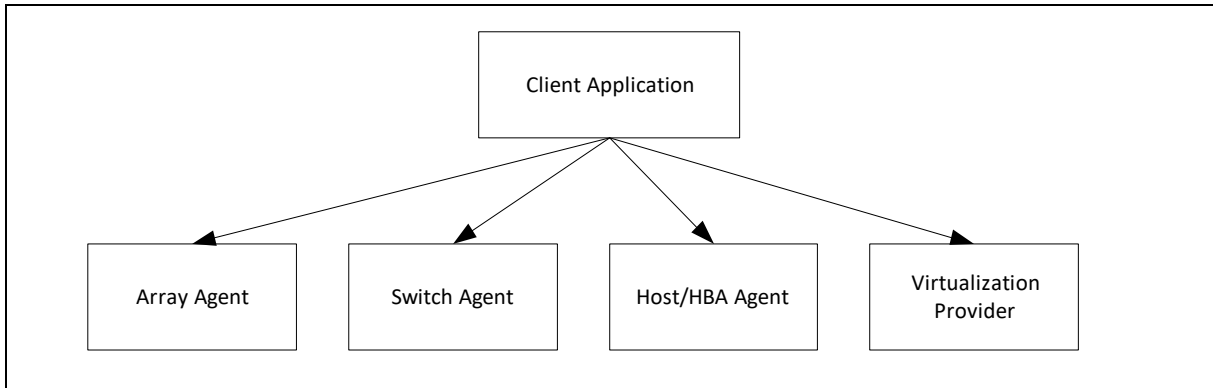 Client Application
Array Agent
Switch Agent
Host/HBA Agent
Virtualization
Provider